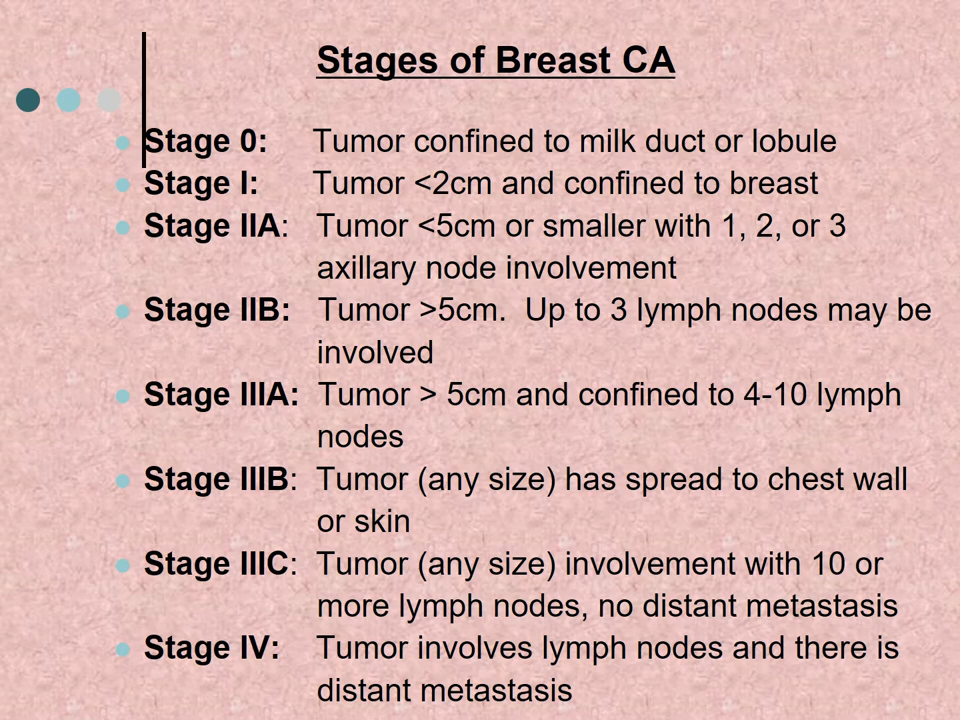 Stages of Breast CA
Stage 0: Tumor confined to milk duct or lobule
Stage I: Tumor <2cm and confined to breast
Stage IIA: Tumor <5cm or smaller with 1, 2, or 3
axillary node involvement
Stage IIB: Tumor >5cm. Up to 3 lymph nodes may be
involved
Stage IIIA: Tumor > 5cm and confined to 4-10 lymph
nodes
Stage IIIB: Tumor (any size) has spread to chest wall
or skin
Stage IIIC: Tumor (any size) involvement with 10 or
more lymph nodes, no distant metastasis
Stage IV: Tumor involves lymph nodes and there is
distant metastasis